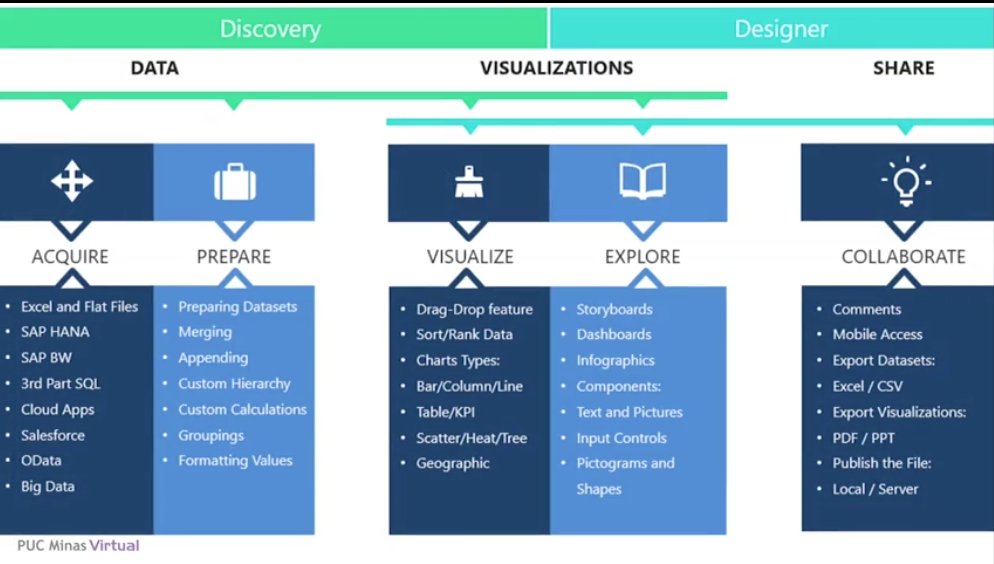 Discovery
Designer
DATA
VISUALIZATIONS
SHARE
ACQUIRE
PREPARE
VISUALIZE
EXPLORE
COLLABORATE
• Excel and Flat Files
• SAP HANA
• SAP BW
• 3rd Part SQL
• Cloud Apps
• Salesforce
• OData
• Big Data
• Preparing Datasets
• Merging
• Appending
• Custom Hierarchy
• Custom Calculations
• Groupings
• Formatting Values
• Drag-Drop feature
• Sort/Rank Data
• Charts Types:
• Bar/Column/Line
• Table/KPI
• Scatter/Heat/Tree
• Geographic
• Storyboards
• Dashboards
• Infographics
• Components:
• Text and Pictures
• Input Controls
• Pictograms and
Shapes
• Comments
• Mobile Access
• Export Datasets:
• Excel / CSV
• Export Visualizations:
• PDF / PPT
• Publish the File:
• Local / Server
PUC Minas Virtual